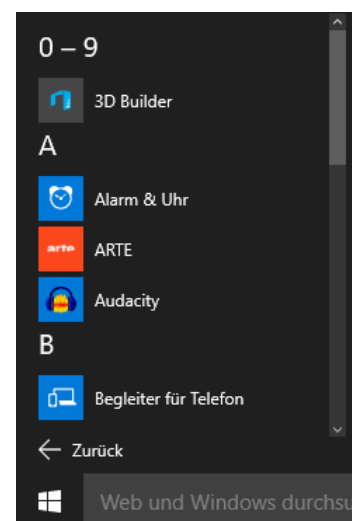 0 – 9
3D Builder
A
Alarm & Uhr
arte ARTE
Audacity
B
Begleiter für Telefon
Zurück
Web und Windows durchsu